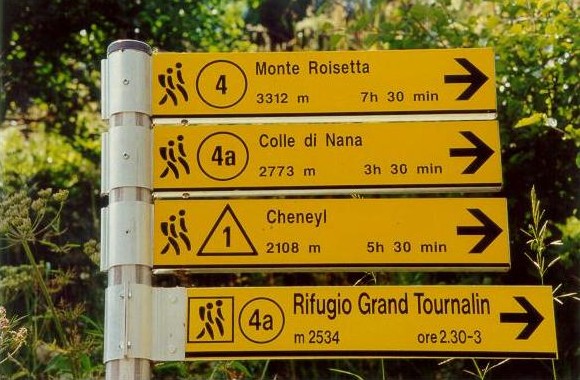 4 Monte Roisetta
3312 m 7h 30 min
4a Colle di Nana
2773 m 3h 30 min
1 Cheneyl
2108 m 5h 30 min
4a Rifugio Grand Tournalin
m 2534 ore 2.30-3